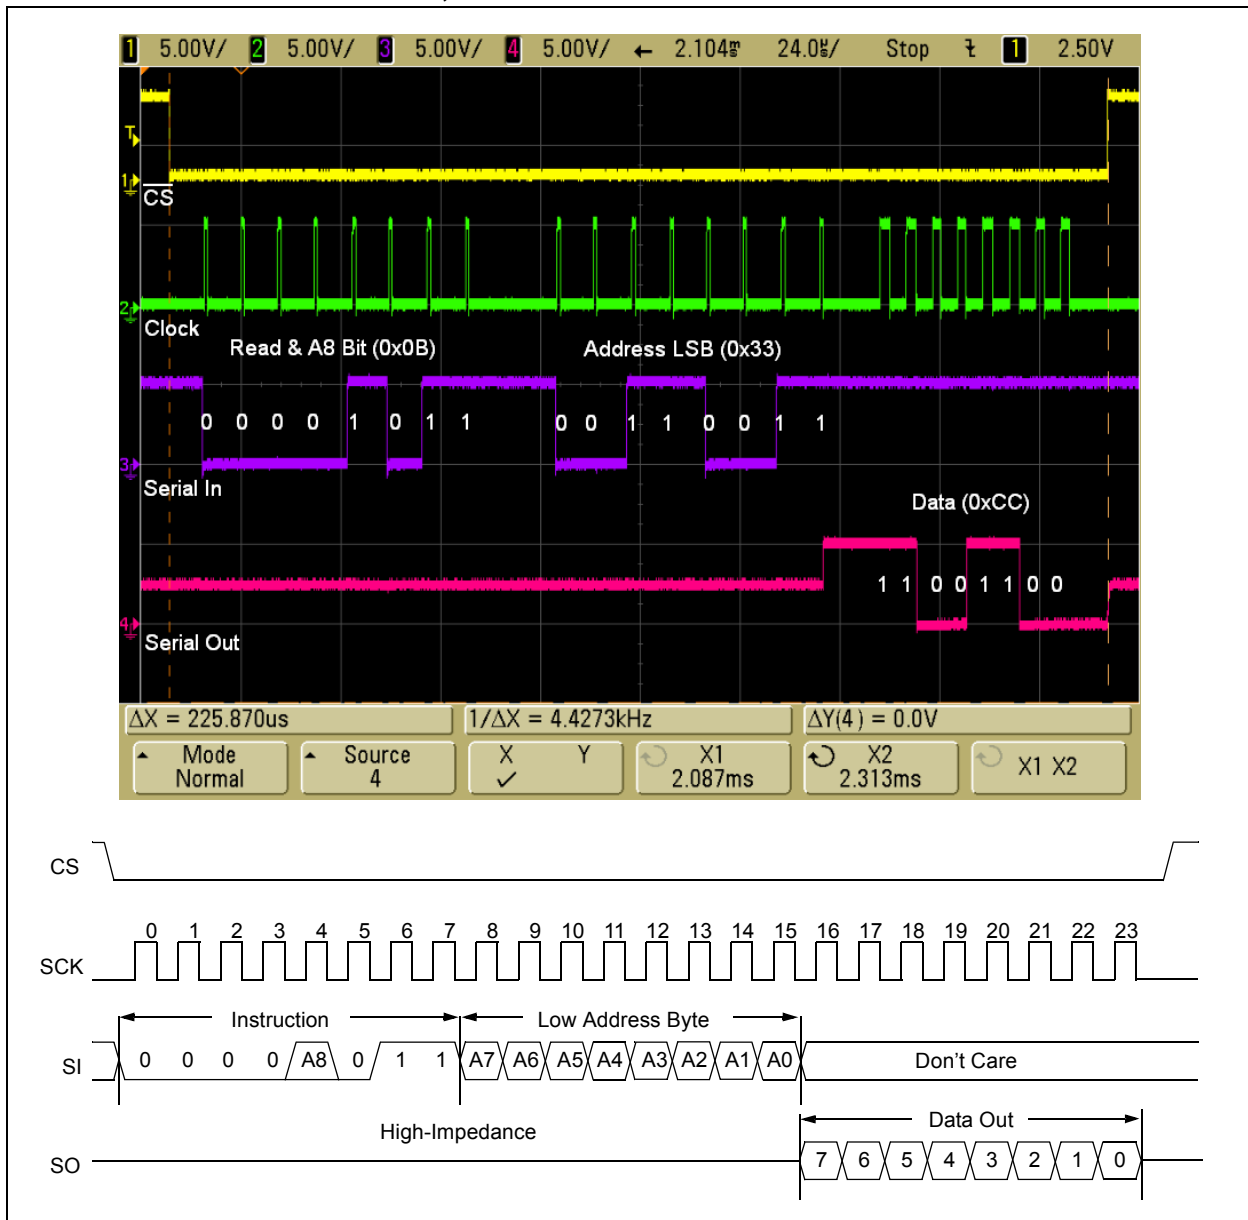 1 5.00V/ 2 5.00V/ 3 5.00V/ 4 5.00V/ ← 2.104ms 24.0us/ Stop 1 2.50V
T
1
CS
2
Clock
Read & A8 Bit (0x0B) Address LSB (0x33)
0 0 0 0 1 0 1 1 0 0 1 1 0 0 1 1
3
Serial In
Data (0xCC)
1 1 0 0 1 1 0 0
4
Serial Out
ΔX = 225.870us 1/ΔX = 4.4273kHz ΔY(4) = 0.0V
Mode Source X Y X1 X2 X1 X2
Normal 4 ✓ 2.087ms 2.313ms
CS
0 1 2 3 4 5 6 7 8 9 10 11 12 13 14 15 16 17 18 19 20 21 22 23
SCK
Instruction Low Address Byte
SI 0 0 0 0 A8 0 1 1 A7 A6 A5 A4 A3 A2 A1 A0 Don't Care
High-Impedance Data Out
SO 7 6 5 4 3 2 1 0